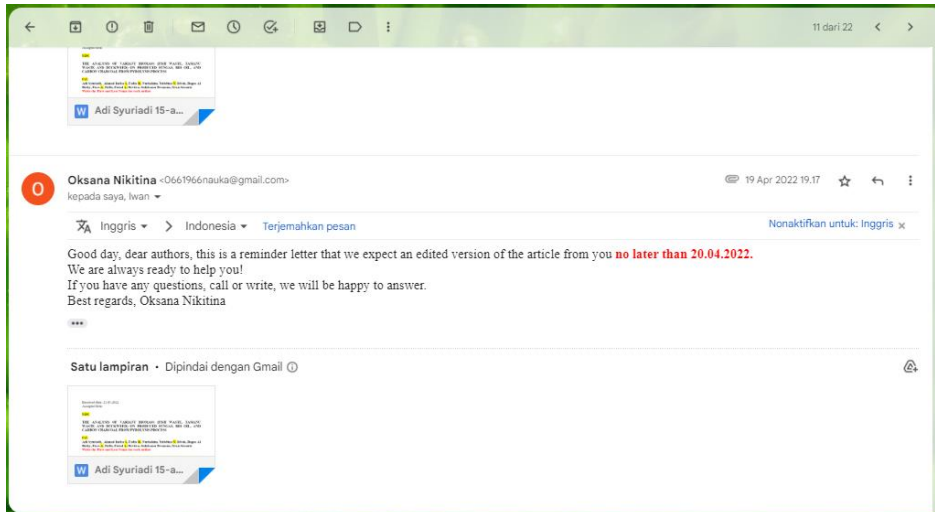 11 dari 22
Adi Syuriadi 15-a...
Oksana Nikitina <0661966nauka@gmail.com>
19 Apr 2022 19.17
kepada saya, Iwan
Inggris > Indonesia Terjemahkan pesan
Nonaktifkan untuk: Inggris x
Good day, dear authors, this is a reminder letter that we expect an edited version of the article from you no later than 20.04.2022.
We are always ready to help you!
If you have any questions, call or write, we will be happy to answer.
Best regards, Oksana Nikitina
Satu lampiran • Dipindai dengan Gmail
Adi Syuriadi 15-a...